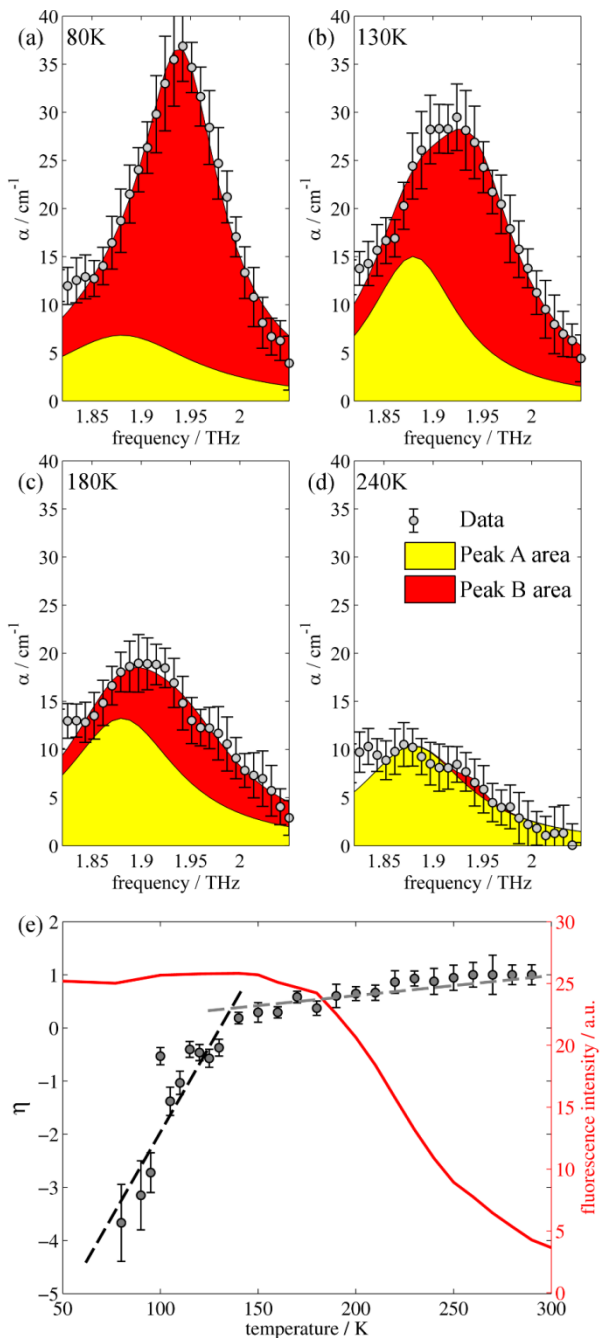 (a) 80K
40
35
30
25
20
15
10
5
0
α / cm⁻¹
1.85 1.9 1.95 2
frequency / THz
(b) 130K
40
35
30
25
20
15
10
5
0
α / cm⁻¹
1.85 1.9 1.95 2
frequency / THz
(c) 180K
40
35
30
25
20
15
10
5
0
α / cm⁻¹
1.85 1.9 1.95 2
frequency / THz
(d) 240K
40
35
30
25
20
15
10
5
0
α / cm⁻¹
Data
Peak A area
Peak B area
1.85 1.9 1.95 2
frequency / THz
(e)
2
1
0
-1
-2
-3
-4
-5
η
30
25
20
15
10
5
0
fluorescence intensity / a.u.
50 100 150 200 250 300
temperature / K